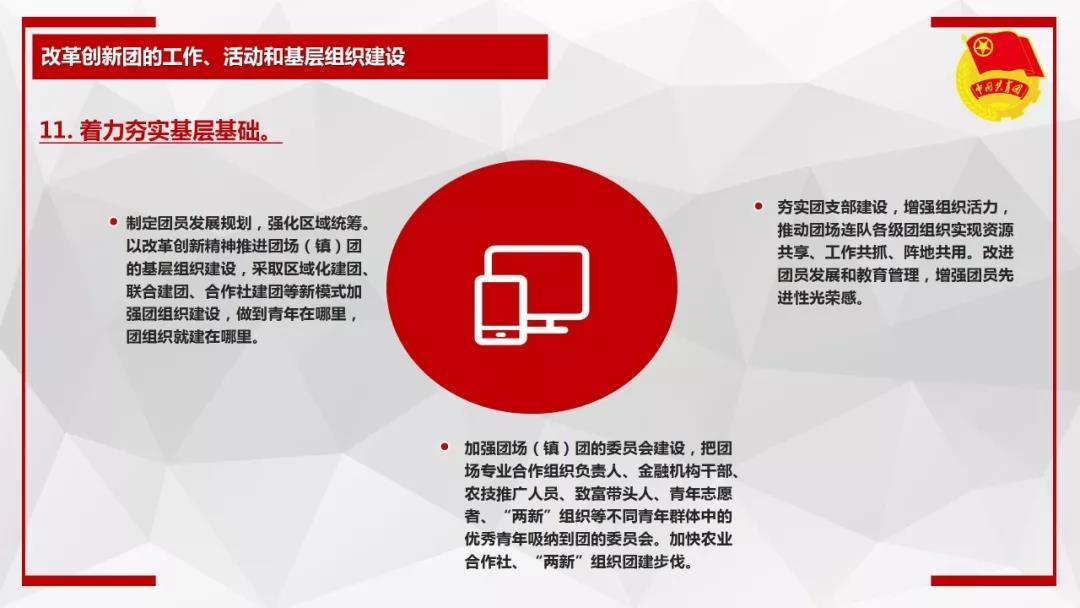 改革创新团的工作、活动和基层组织建设
中国共青团
11. 着力夯实基层基础。
制定团员发展规划，强化区域统筹。
以改革创新精神推进团场（镇）团
的基层组织建设，采取区域化建团、
联合建团、合作社建团等新模式加
强团组织建设，做到青年在哪里，
团组织就建在哪里。
夯实团支部建设，增强组织活力，
推动团场连队各级团组织实现资源
共享、工作共抓、阵地共用。改进
团员发展和教育管理，增强团员先
进性光荣感。
加强团场（镇）团的委员会建设，把团
场专业合作组织负责人、金融机构干部、
农技推广人员、致富带头人、青年志愿
者、“两新”组织等不同青年群体中的
优秀青年吸纳到团的委员会。加快农业
合作社、“两新”组织团建步伐。